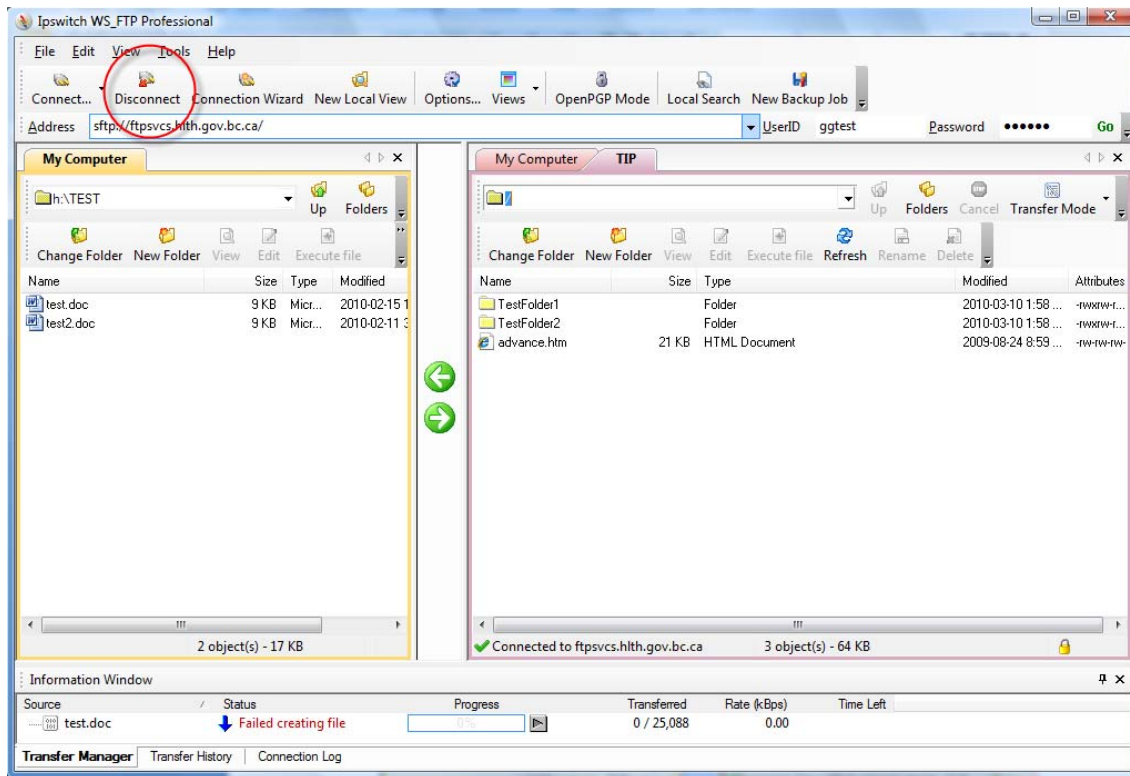 Ipswitch WS_FTP Professional
File Edit View Tools Help
Connect... Disconnect Connection Wizard New Local View Options... Views OpenPGP Mode Local Search New Backup Job
Address sftp://ftpsvcs.hlth.gov.bc.ca/ UserID ggtest Password •••••• Go
My Computer
h:\TEST
Up Folders
Change Folder New Folder View Edit Execute file
Name Size Type Modified
test.doc 9 KB Micr... 2010-02-15 1
test2.doc 9 KB Micr... 2010-02-11 3
2 object(s) - 17 KB
My Computer TIP
/
Up Folders Cancel Transfer Mode
Change Folder New Folder View Edit Execute file Refresh Rename Delete
Name Size Type Modified Attributes
TestFolder1 Folder 2010-03-10 1:58 ... -rwxrw-r...
TestFolder2 Folder 2010-03-10 1:58 ... -rwxrw-r...
advance.htm 21 KB HTML Document 2009-08-24 8:59 ... -rw-rw-rw-
Connected to ftpsvcs.hlth.gov.bc.ca 3 object(s) - 64 KB
Information Window
Source / Status Progress Transferred Rate (kBps) Time Left
test.doc Failed creating file 0% 0 / 25,088 0.00
Transfer Manager Transfer History Connection Log